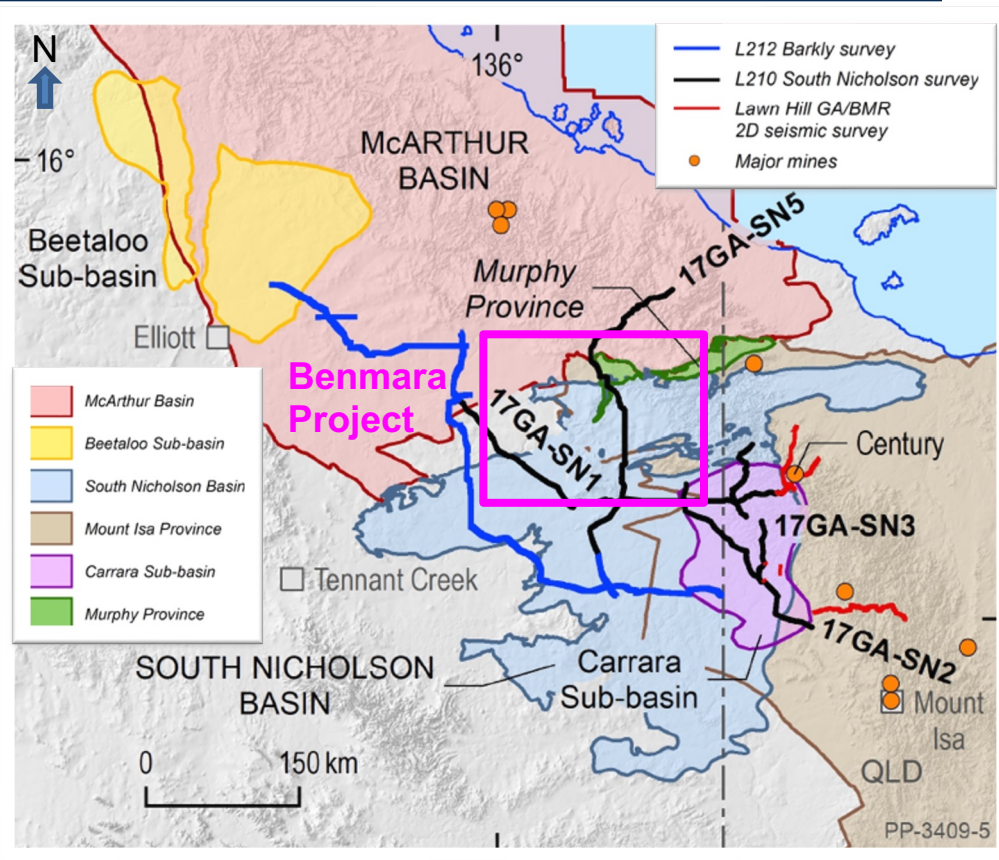 N
136°
16°
L212 Barkly survey
L210 South Nicholson survey
Lawn Hill GA/BMR
2D seismic survey
Major mines
McARTHUR
BASIN
17GA-SN5
Beetaloo
Sub-basin
Murphy
Province
Elliott
Benmara
Project
17GA-SN1
McArthur Basin
Beetaloo Sub-basin
South Nicholson Basin
Mount Isa Province
Carrara Sub-basin
Murphy Province
Century
17GA-SN3
Tennant Creek
17GA-SN2
SOUTH NICHOLSON
BASIN
Carrara
Sub-basin
Mount
Isa
0 150 km
QLD
PP-3409-5